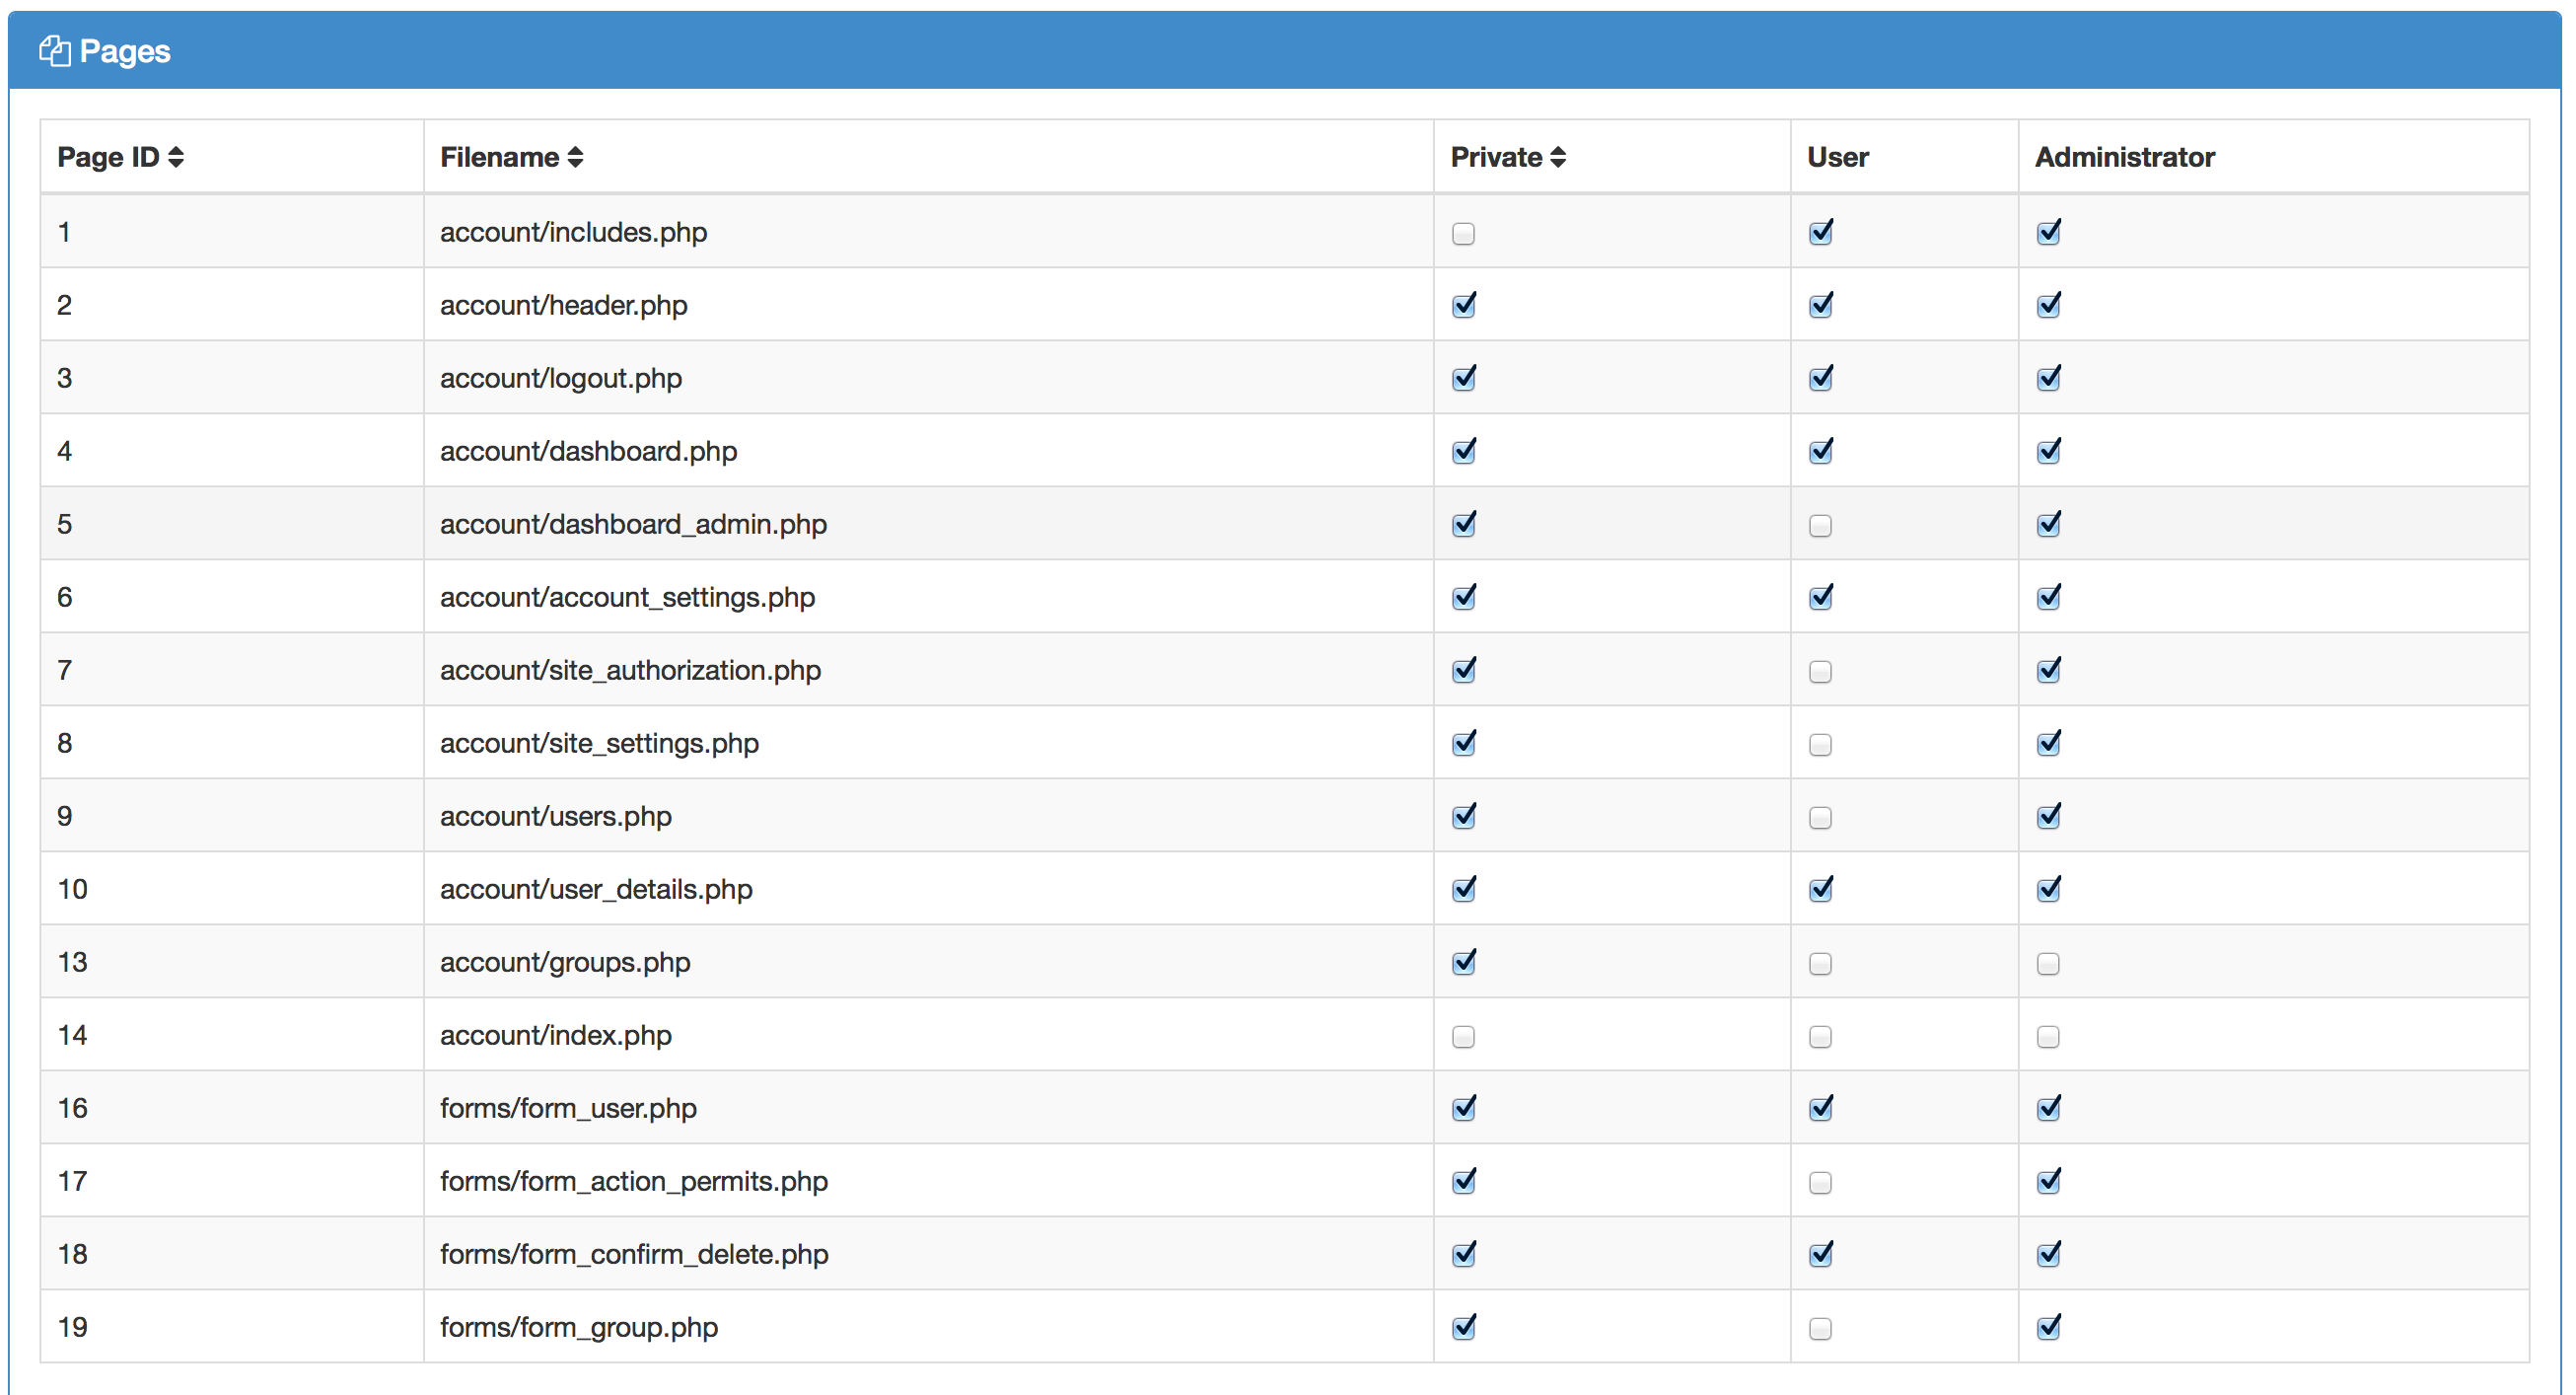 Pages
Page ID Filename Private User Administrator
1 account/includes.php
2 account/header.php
3 account/logout.php
4 account/dashboard.php
5 account/dashboard_admin.php
6 account/account_settings.php
7 account/site_authorization.php
8 account/site_settings.php
9 account/users.php
10 account/user_details.php
13 account/groups.php
14 account/index.php
16 forms/form_user.php
17 forms/form_action_permits.php
18 forms/form_confirm_delete.php
19 forms/form_group.php